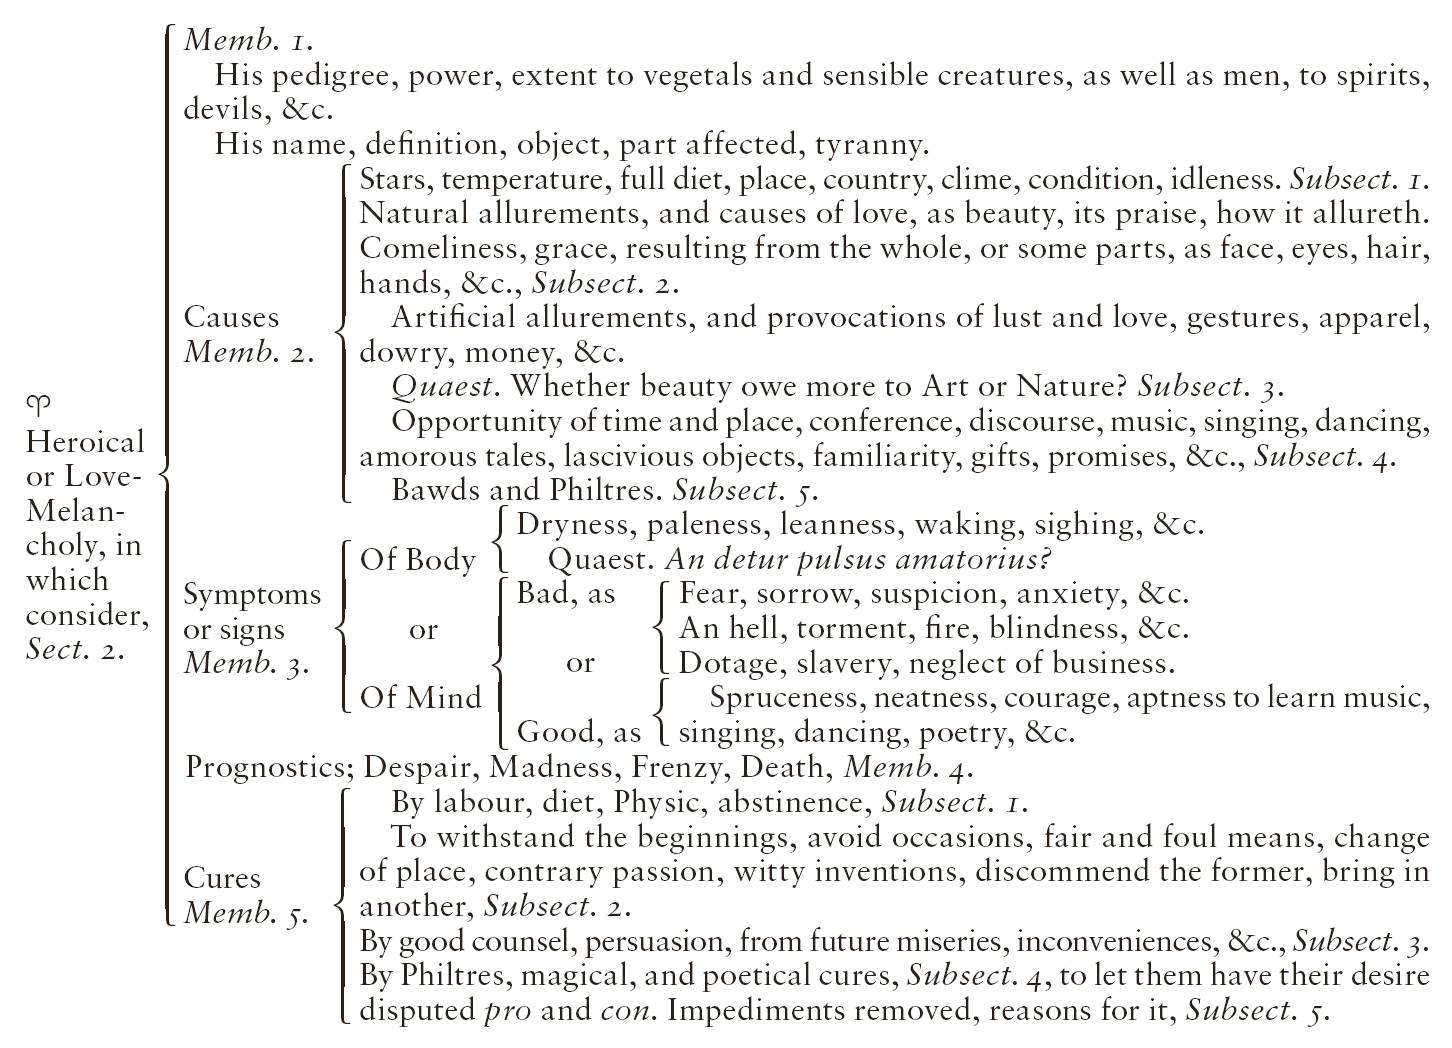 ♈
Heroical
or Love-
Melan-
choly, in
which
consider,
Sect. 2.
Memb. 1.
His pedigree, power, extent to vegetals and sensible creatures, as well as men, to spirits,
devils, &c.
His name, definition, object, part affected, tyranny.
Causes
Memb. 2.
Stars, temperature, full diet, place, country, clime, condition, idleness. Subsect. 1.
Natural allurements, and causes of love, as beauty, its praise, how it allureth.
Comeliness, grace, resulting from the whole, or some parts, as face, eyes, hair,
hands, &c., Subsect. 2.
Artificial allurements, and provocations of lust and love, gestures, apparel,
dowry, money, &c.
Quaest. Whether beauty owe more to Art or Nature? Subsect. 3.
Opportunity of time and place, conference, discourse, music, singing, dancing,
amorous tales, lascivious objects, familiarity, gifts, promises, &c., Subsect. 4.
Bawds and Philtres. Subsect. 5.
Symptoms
or signs
Memb. 3.
Of Body
Dryness, paleness, leanness, waking, sighing, &c.
Quaest. An detur pulsus amatorius?
or
Of Mind
Bad, as
Fear, sorrow, suspicion, anxiety, &c.
An hell, torment, fire, blindness, &c.
Dotage, slavery, neglect of business.
or
Good, as
Spruceness, neatness, courage, aptness to learn music,
singing, dancing, poetry, &c.
Prognostics; Despair, Madness, Frenzy, Death, Memb. 4.
Cures
Memb. 5.
By labour, diet, Physic, abstinence, Subsect. 1.
To withstand the beginnings, avoid occasions, fair and foul means, change
of place, contrary passion, witty inventions, discommend the former, bring in
another, Subsect. 2.
By good counsel, persuasion, from future miseries, inconveniences, &c., Subsect. 3.
By Philtres, magical, and poetical cures, Subsect. 4, to let them have their desire
disputed pro and con. Impediments removed, reasons for it, Subsect. 5.